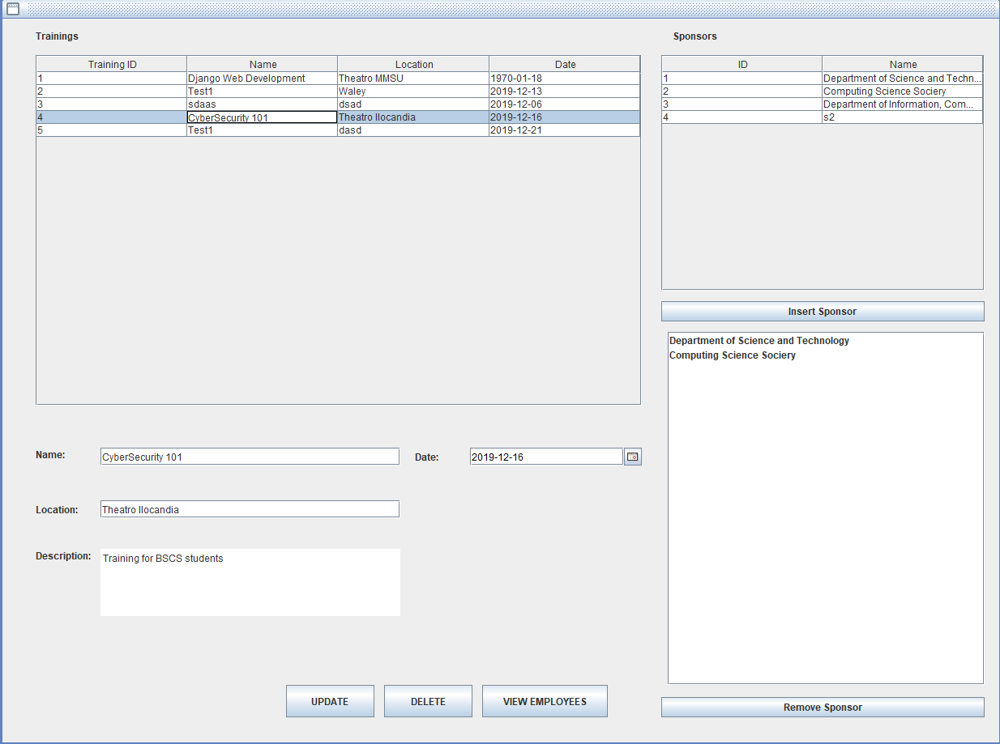 Trainings
Training ID Name Location Date
1 Django Web Development Theatro MMSU 1970-01-18
2 Test1 Waley 2019-12-13
3 sdaas dsad 2019-12-06
4 CyberSecurity 101 Theatro Ilocandia 2019-12-16
5 Test1 dasd 2019-12-21
Sponsors
ID Name
1 Department of Science and Techn...
2 Computing Science Sociery
3 Department of Information, Com...
4 s2
Insert Sponsor
Department of Science and Technology
Computing Science Sociery
Name: CyberSecurity 101 Date: 2019-12-16
Location: Theatro Ilocandia
Description: Training for BSCS students
UPDATE DELETE VIEW EMPLOYEES
Remove Sponsor